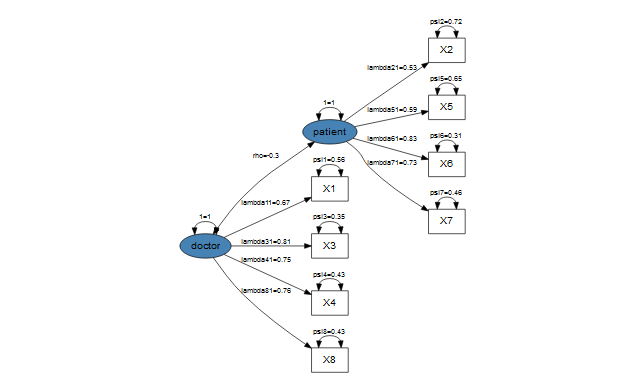 psi2=0.72
X2
lambda21=0.53
psi5=0.65
X5
lambda51=0.59
1=1
patient
lambda61=0.83
psi6=0.31
X6
lambda71=0.73
rho=-0.3
psi1=0.56
X1
psi7=0.46
X7
lambda11=0.67
1=1
psi3=0.35
doctor
lambda31=0.81
X3
lambda41=0.75
psi4=0.43
X4
lambda81=0.76
psi8=0.43
X8